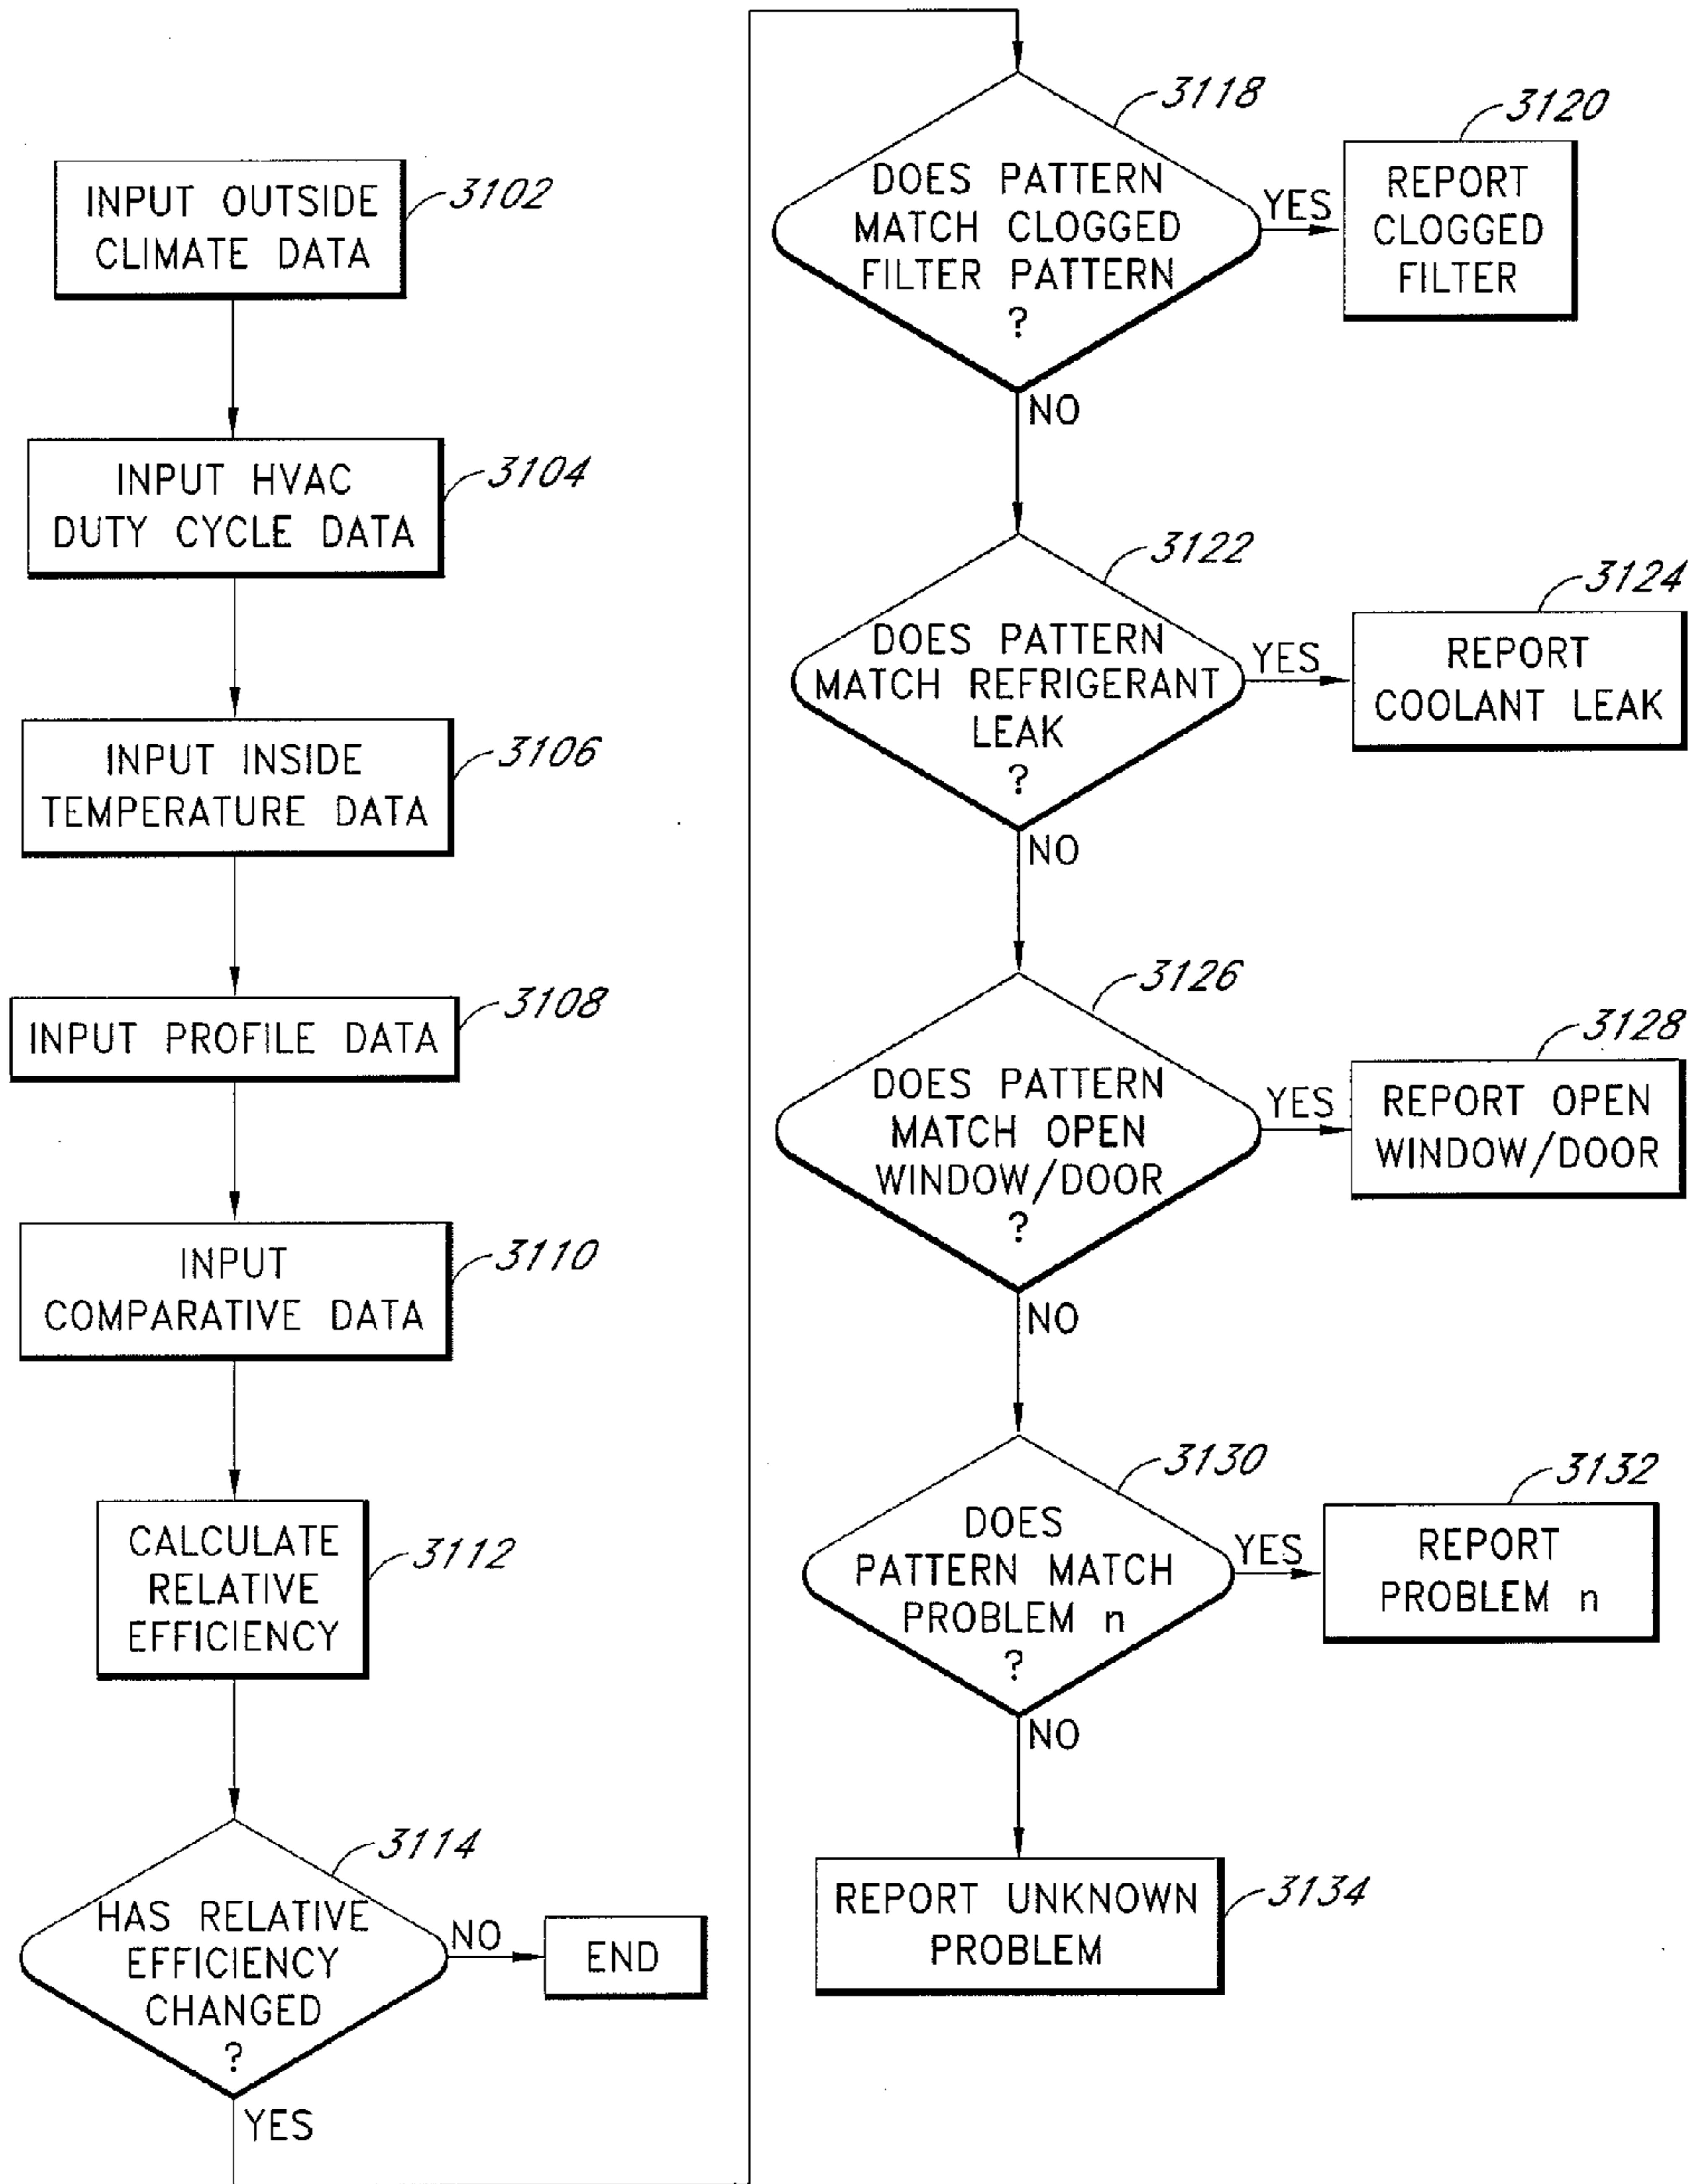 INPUT OUTSIDE
CLIMATE DATA
3102
INPUT HVAC
DUTY CYCLE DATA
3104
INPUT INSIDE
TEMPERATURE DATA
3106
INPUT PROFILE DATA
3108
INPUT
COMPARATIVE DATA
3110
CALCULATE
RELATIVE
EFFICIENCY
3112
3114
HAS RELATIVE
EFFICIENCY
CHANGED
?
NO
END
YES
3118
DOES PATTERN
MATCH CLOGGED
FILTER PATTERN
?
YES
3120
REPORT
CLOGGED
FILTER
NO
3122
DOES PATTERN
MATCH REFRIGERANT
LEAK
?
YES
3124
REPORT
COOLANT LEAK
NO
3126
DOES PATTERN
MATCH OPEN
WINDOW/DOOR
?
YES
3128
REPORT OPEN
WINDOW/DOOR
NO
3130
DOES
PATTERN MATCH
PROBLEM n
?
YES
3132
REPORT
PROBLEM n
NO
REPORT UNKNOWN
PROBLEM
3134